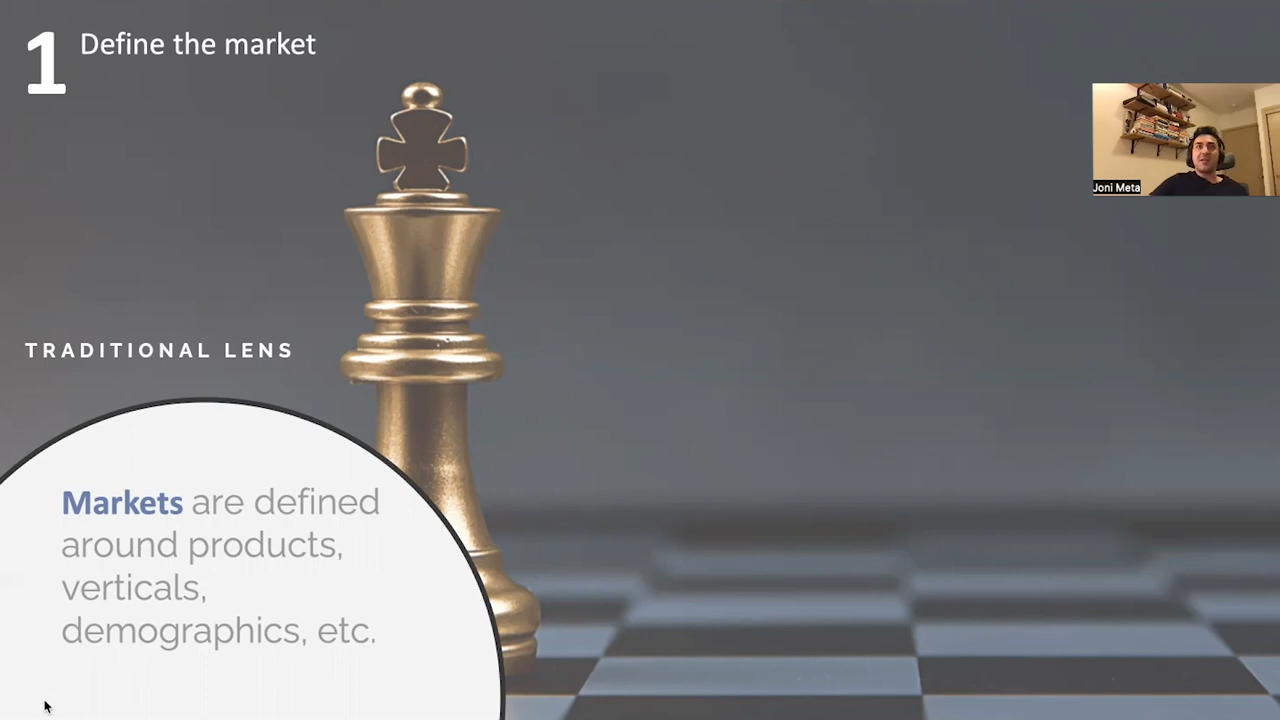 1 Define the market
Joni Meta
TRADITIONAL LENS
Markets are defined
around products,
verticals,
demographics, etc.